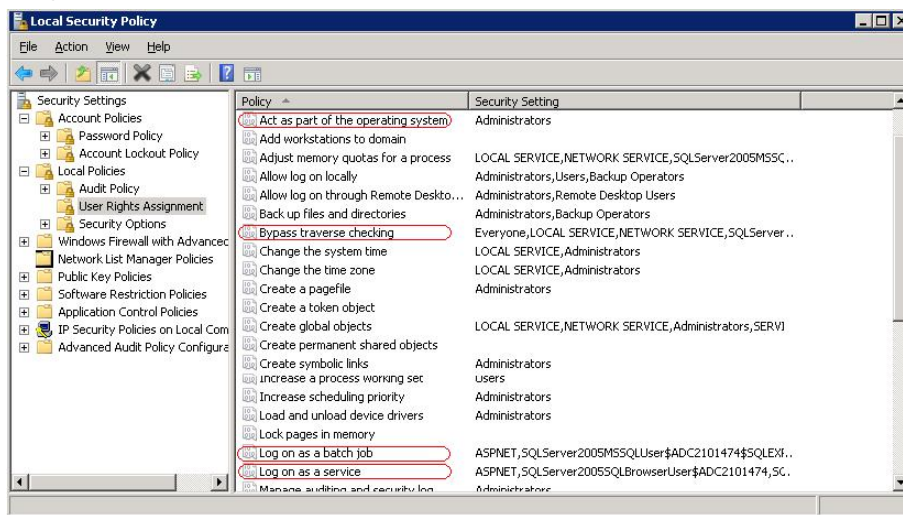 Local Security Policy
File Action View Help
Security Settings
Account Policies
Password Policy
Account Lockout Policy
Local Policies
Audit Policy
User Rights Assignment
Security Options
Windows Firewall with Advanced
Network List Manager Policies
Public Key Policies
Software Restriction Policies
Application Control Policies
IP Security Policies on Local Com
Advanced Audit Policy Configura
Policy Security Setting
Act as part of the operating system Administrators
Add workstations to domain
Adjust memory quotas for a process LOCAL SERVICE,NETWORK SERVICE,SQLServer2005MSSC..
Allow log on locally Administrators,Users,Backup Operators
Allow log on through Remote Deskto... Administrators,Remote Desktop Users
Back up files and directories Administrators,Backup Operators
Bypass traverse checking Everyone,LOCAL SERVICE,NETWORK SERVICE,SQLServer..
Change the system time LOCAL SERVICE,Administrators
Change the time zone LOCAL SERVICE,Administrators
Create a pagefile Administrators
Create a token object
Create global objects LOCAL SERVICE,NETWORK SERVICE,Administrators,SERVI
Create permanent shared objects
Create symbolic links Administrators
Increase a process working set Users
Increase scheduling priority Administrators
Load and unload device drivers Administrators
Lock pages in memory
Log on as a batch job ASPNET,SQLServer2005MSSQLUser$ADC2101474$SQLEXF..
Log on as a service ASPNET,SQLServer2005SQLBrowserUser$ADC2101474,SC..
Manage auditing and security log Administrators